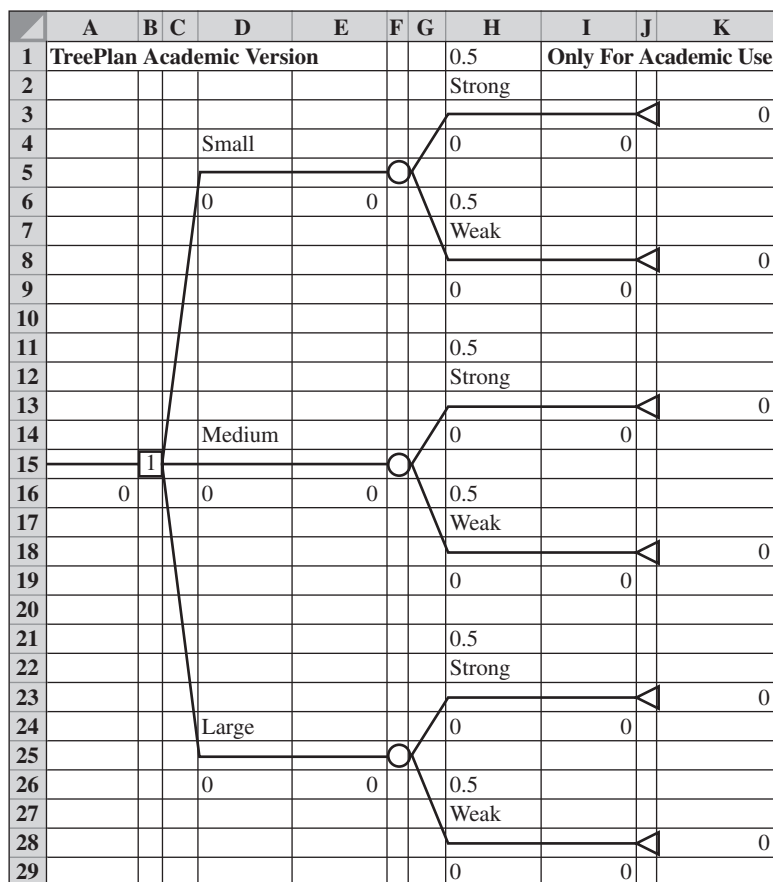 A B C D E F G H I J K
1 TreePlan Academic Version 0.5 Only For Academic Use
2 Strong
3 0
4 Small 0 0
5
6 0 0 0.5
7 Weak
8 0
9 0 0
10
11 0.5
12 Strong
13 0
14 Medium 0 0
15 1
16 0 0 0 0.5
17 Weak
18 0
19 0 0
20
21 0.5
22 Strong
23 0
24 Large 0 0
25
26 0 0 0.5
27 Weak
28 0
29 0 0